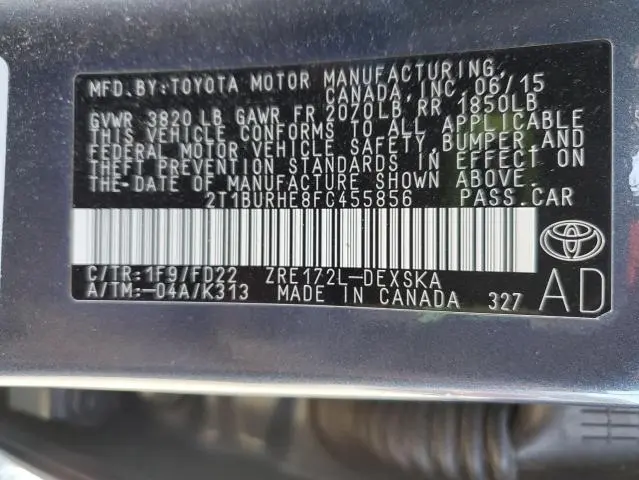 MFD. BY: TOYOTA MOTOR MANUFACTURING,
CANADA, INC. 06/15
GVWR 3820 LB GAWR FR 2070LB, RR 1850LB
THIS VEHICLE CONFORMS TO ALL APPLICABLE
FEDERAL MOTOR VEHICLE SAFETY, BUMPER, AND
THEFT PREVENTION STANDARDS IN EFFECT ON
THE DATE OF MANUFACTURE SHOWN ABOVE.
2T1BURHE8FC455856 PASS. CAR
C/TR: 1F9/FD22 ZRE172L-DEXSKA
A/TM: -04A/K313 MADE IN CANADA 327 AD